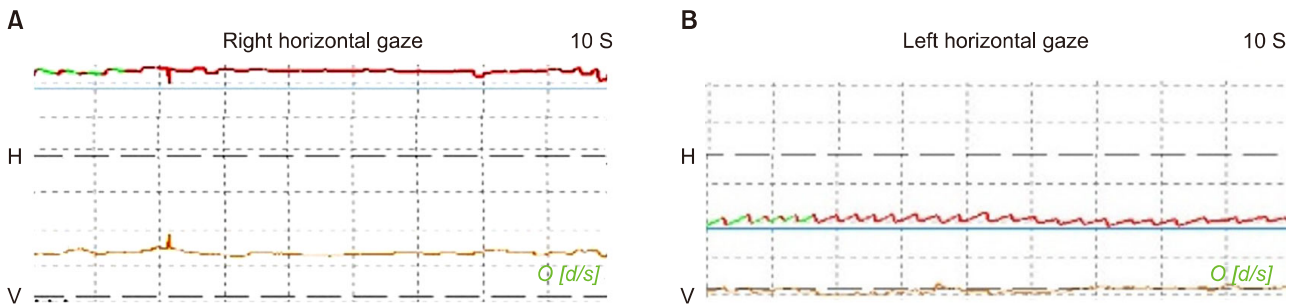 A
Right horizontal gaze
10 S
H
V
O [d/s]
B
Left horizontal gaze
10 S
H
V
O [d/s]